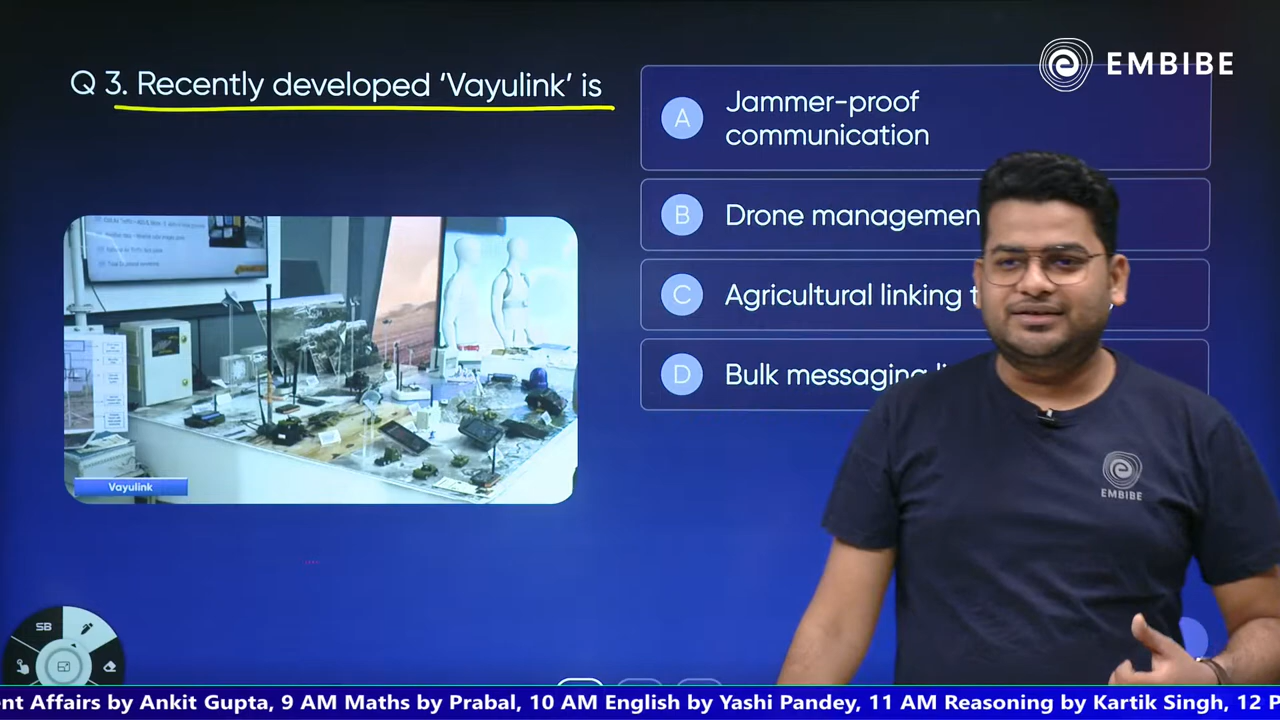 Q 3. Recently developed ‘Vayulink’ is
EMBIBE
A
Jammer-proof
communication
B
Drone managemen
C
Agricultural linking
D
Bulk messaging
Vayulink
EMBIBE
SB
nt Affairs by Ankit Gupta, 9 AM Maths by Prabal, 10 AM English by Yashi Pandey, 11 AM Reasoning by Kartik Singh, 12 P